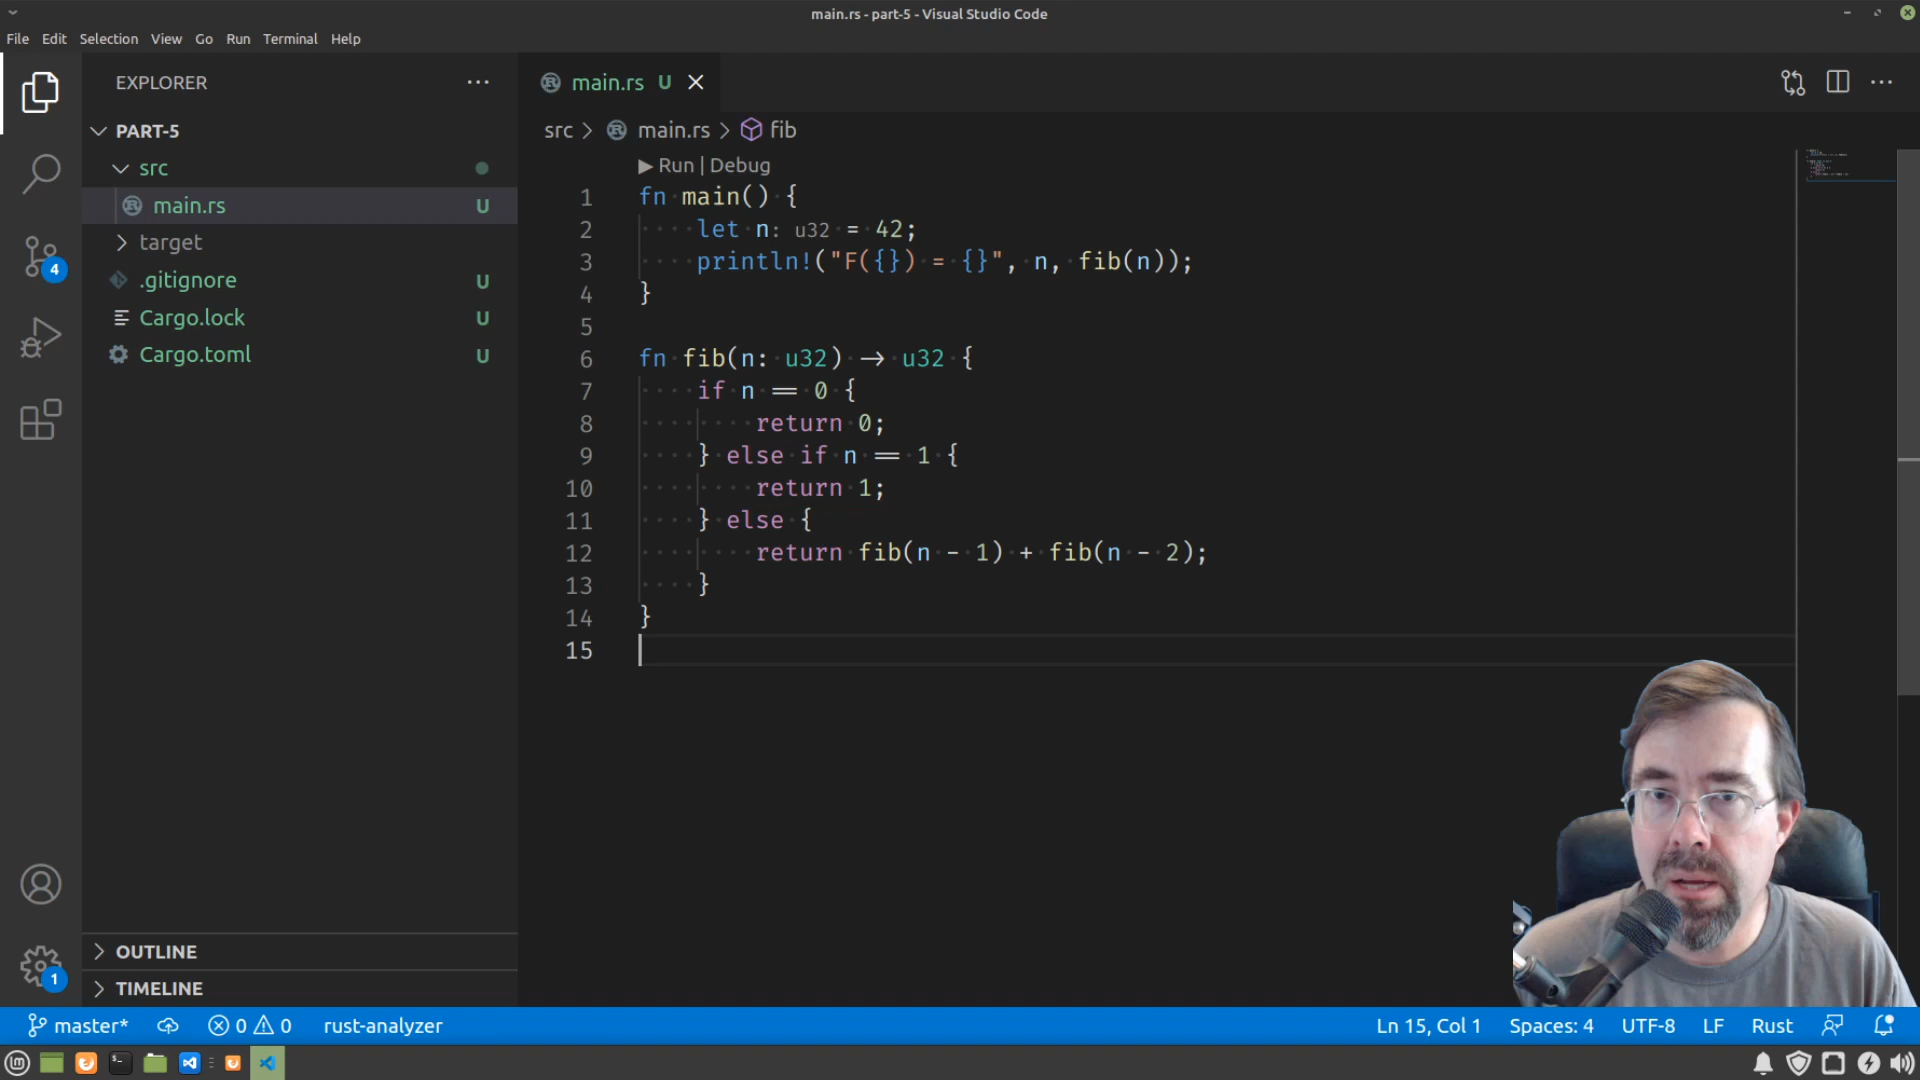 main.rs - part-5 - Visual Studio Code
File Edit Selection View Go Run Terminal Help
EXPLORER
PART-5
src
main.rs U
target
.gitignore U
Cargo.lock U
Cargo.toml U
OUTLINE
TIMELINE
main.rs U
src > main.rs > fib
Run | Debug
1 fn main() {
2 let n: u32 = 42;
3 println!("F({}) = {}", n, fib(n));
4 }
5
6 fn fib(n: u32) → u32 {
7 if n == 0 {
8 return 0;
9 } else if n == 1 {
10 return 1;
11 } else {
12 return fib(n - 1) + fib(n - 2);
13 }
14 }
15
4
1
master* 0 0 rust-analyzer Ln 15, Col 1 Spaces: 4 UTF-8 LF Rust